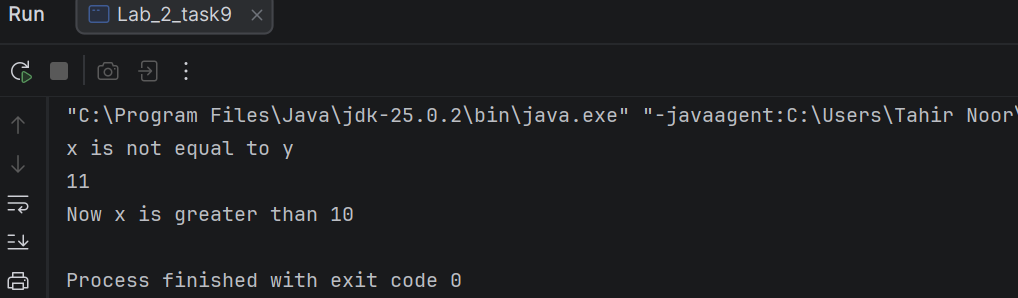 Run Lab_2_task9
"C:\Program Files\Java\jdk-25.0.2\bin\java.exe" "-javaagent:C:\Users\Tahir Noor\
x is not equal to y
11
Now x is greater than 10
Process finished with exit code 0